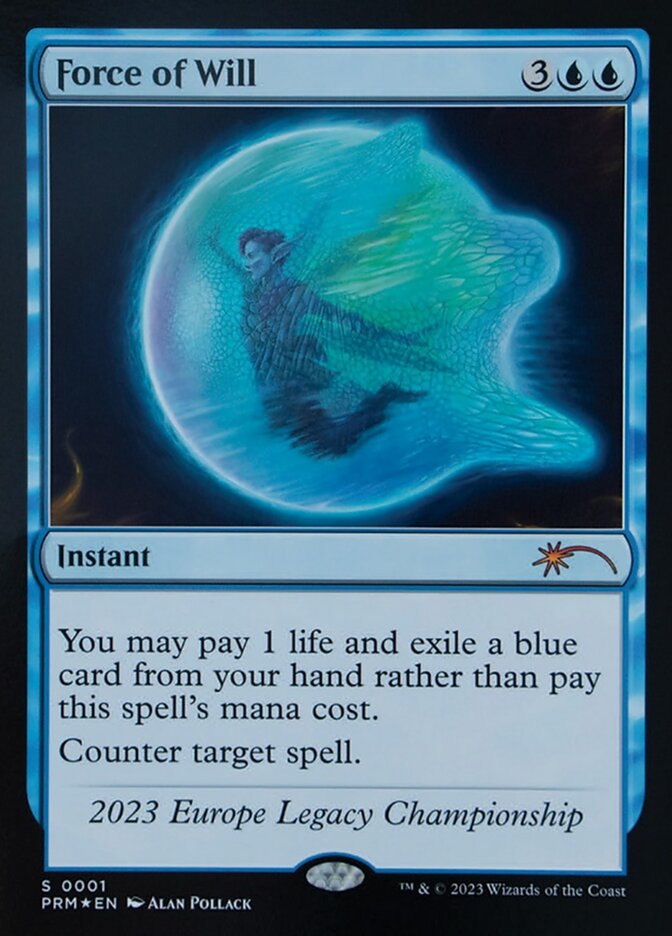 Force of Will 3
Instant
You may pay 1 life and exile a blue
card from your hand rather than pay
this spell's mana cost.
Counter target spell.
2023 Europe Legacy Championship
S 0001
PRM★EN Alan Pollack
™ & © 2023 Wizards of the Coast